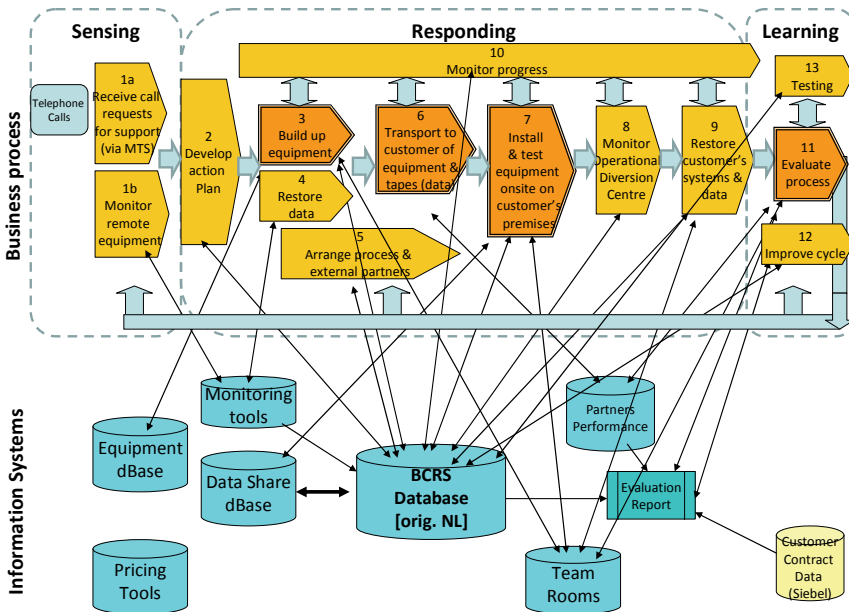 Sensing
Responding
Learning
Business process
Telephone
Calls
1a
Receive call
requests
for support
(via MTS)
1b
Monitor
remote
equipment
2
Develop
action
Plan
10
Monitor progress
3
Build up
equipment
4
Restore
data
5
Arrange process &
external partners
6
Transport to
customer of
equipment &
tapes (data)
7
Install
& test
equipment
onsite on
customer's
premises
8
Monitor
Operational
Diversion
Centre
9
Restore
customer's
systems &
data
13
Testing
11
Evaluate
process
12
Improve cycle
Information Systems
Monitoring
tools
Equipment
dBase
Data Share
dBase
Pricing
Tools
BCRS
Database
[orig. NL]
Partners
Performance
Evaluation
Report
Team
Rooms
Customer
Contract
Data
(Siebel)